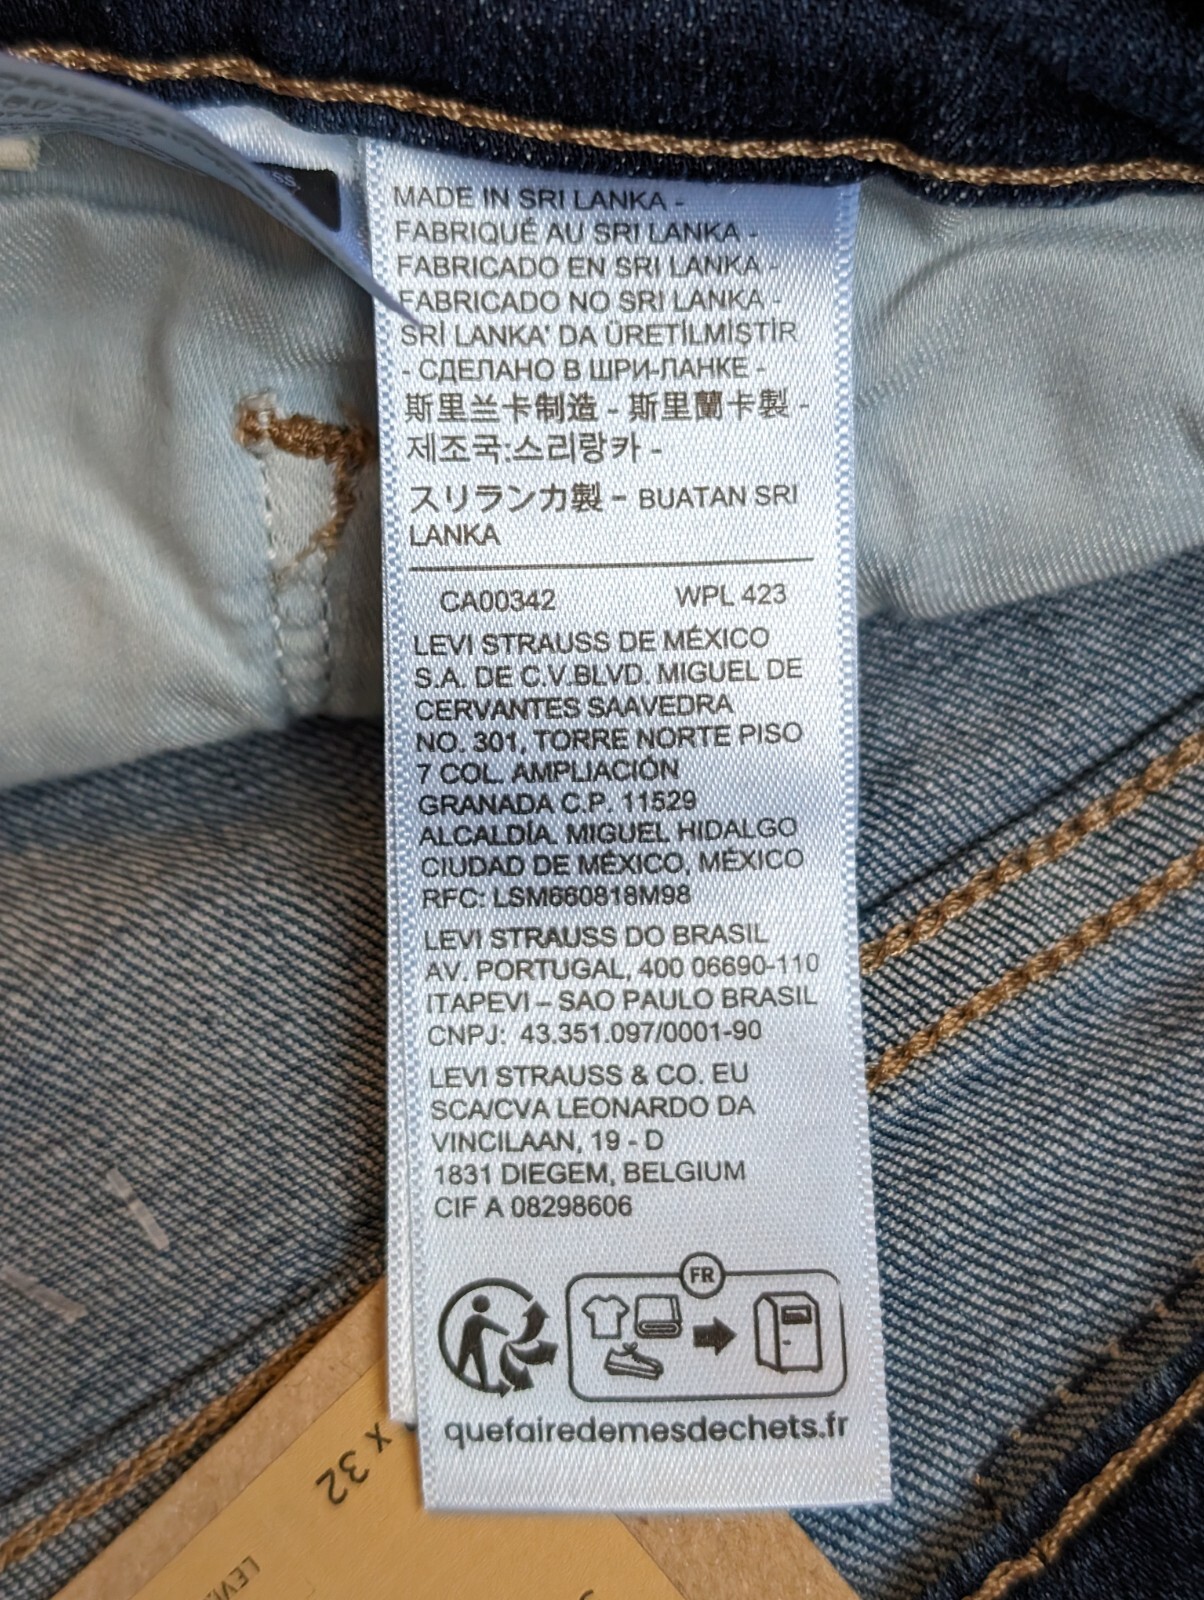 MADE IN SRI LANKA -
FABRIQUÉ AU SRI LANKA -
FABRICADO EN SRI LANKA -
FABRICADO NO SRI LANKA -
SRİ LANKA' DA ÜRETİLMİŞTİR
- СДЕЛАНО В ШРИ-ЛАНКЕ -
斯里兰卡制造 - 斯里蘭卡製 -
제조국:스리랑카 -
スリランカ製 - BUATAN SRI
LANKA
CA00342 WPL 423
LEVI STRAUSS DE MÉXICO
S.A. DE C.V.BLVD. MIGUEL DE
CERVANTES SAAVEDRA
NO. 301, TORRE NORTE PISO
7 COL. AMPLIACIÓN
GRANADA C.P. 11529
ALCALDÍA. MIGUEL HIDALGO
CIUDAD DE MÉXICO, MÉXICO
RFC: LSM660818M98
LEVI STRAUSS DO BRASIL
AV. PORTUGAL, 400 06690-110
ITAPEVI – SAO PAULO BRASIL
CNPJ: 43.351.097/0001-90
LEVI STRAUSS & CO. EU
SCA/CVA LEONARDO DA
VINCILAAN, 19 - D
1831 DIEGEM, BELGIUM
CIF A 08298606
FR
quefairedemesdechets.fr
x 32